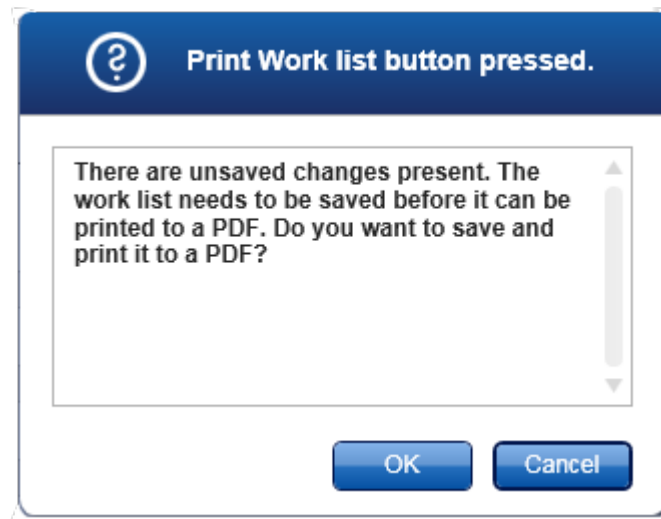 Print Work list button pressed.
There are unsaved changes present. The
work list needs to be saved before it can be
printed to a PDF. Do you want to save and
print it to a PDF?
OK
Cancel